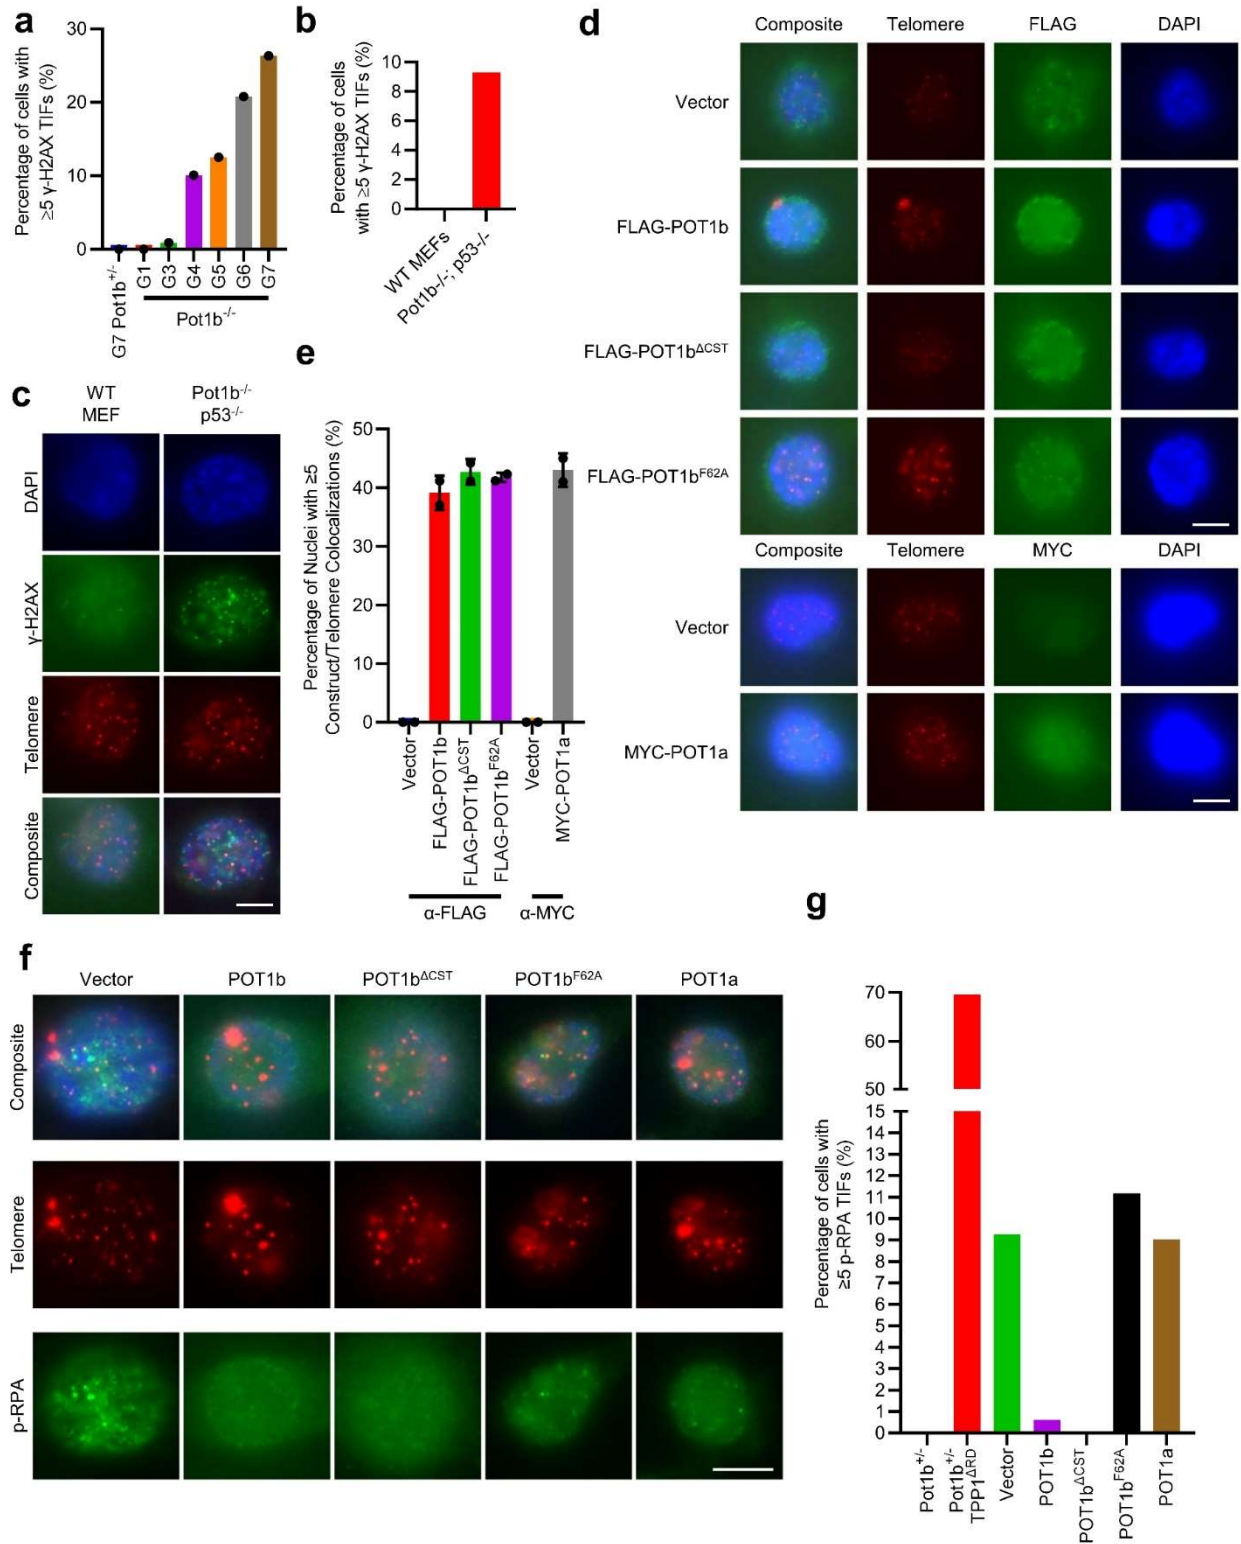 a
Percentage of cells with
≥5 γ-H2AX TIFs (%)
30
20
10
0
G7 Pot1b+/-
G1
G3
G4
G5
G6
G7
Pot1b-/-
b
Percentage of cells
with ≥5 γ-H2AX TIFs (%)
10
8
6
4
2
0
WT MEFs
Pot1b-/-; p53-/-
c
WT
MEF
Pot1b-/-
p53-/-
DAPI
γ-H2AX
Telomere
Composite
d
Composite
Telomere
FLAG
DAPI
Vector
FLAG-POT1b
FLAG-POT1bΔCST
FLAG-POT1bF62A
Composite
Telomere
MYC
DAPI
Vector
MYC-POT1a
e
Percentage of Nuclei with ≥5
Construct/Telomere Colocalizations (%)
50
40
30
20
10
0
Vector
FLAG-POT1b
FLAG-POT1bΔCST
FLAG-POT1bF62A
Vector
MYC-POT1a
α-FLAG
α-MYC
f
Vector
POT1b
POT1bΔCST
POT1bF62A
POT1a
Composite
Telomere
p-RPA
g
Percentage of cells with
≥5 p-RPA TIFs (%)
70
60
50
15
14
13
12
11
10
9
8
7
6
5
4
3
2
1
0
Pot1b+/-
Pot1b+/-
TPP1ΔRD
Vector
POT1b
POT1bΔCST
POT1bF62A
POT1a